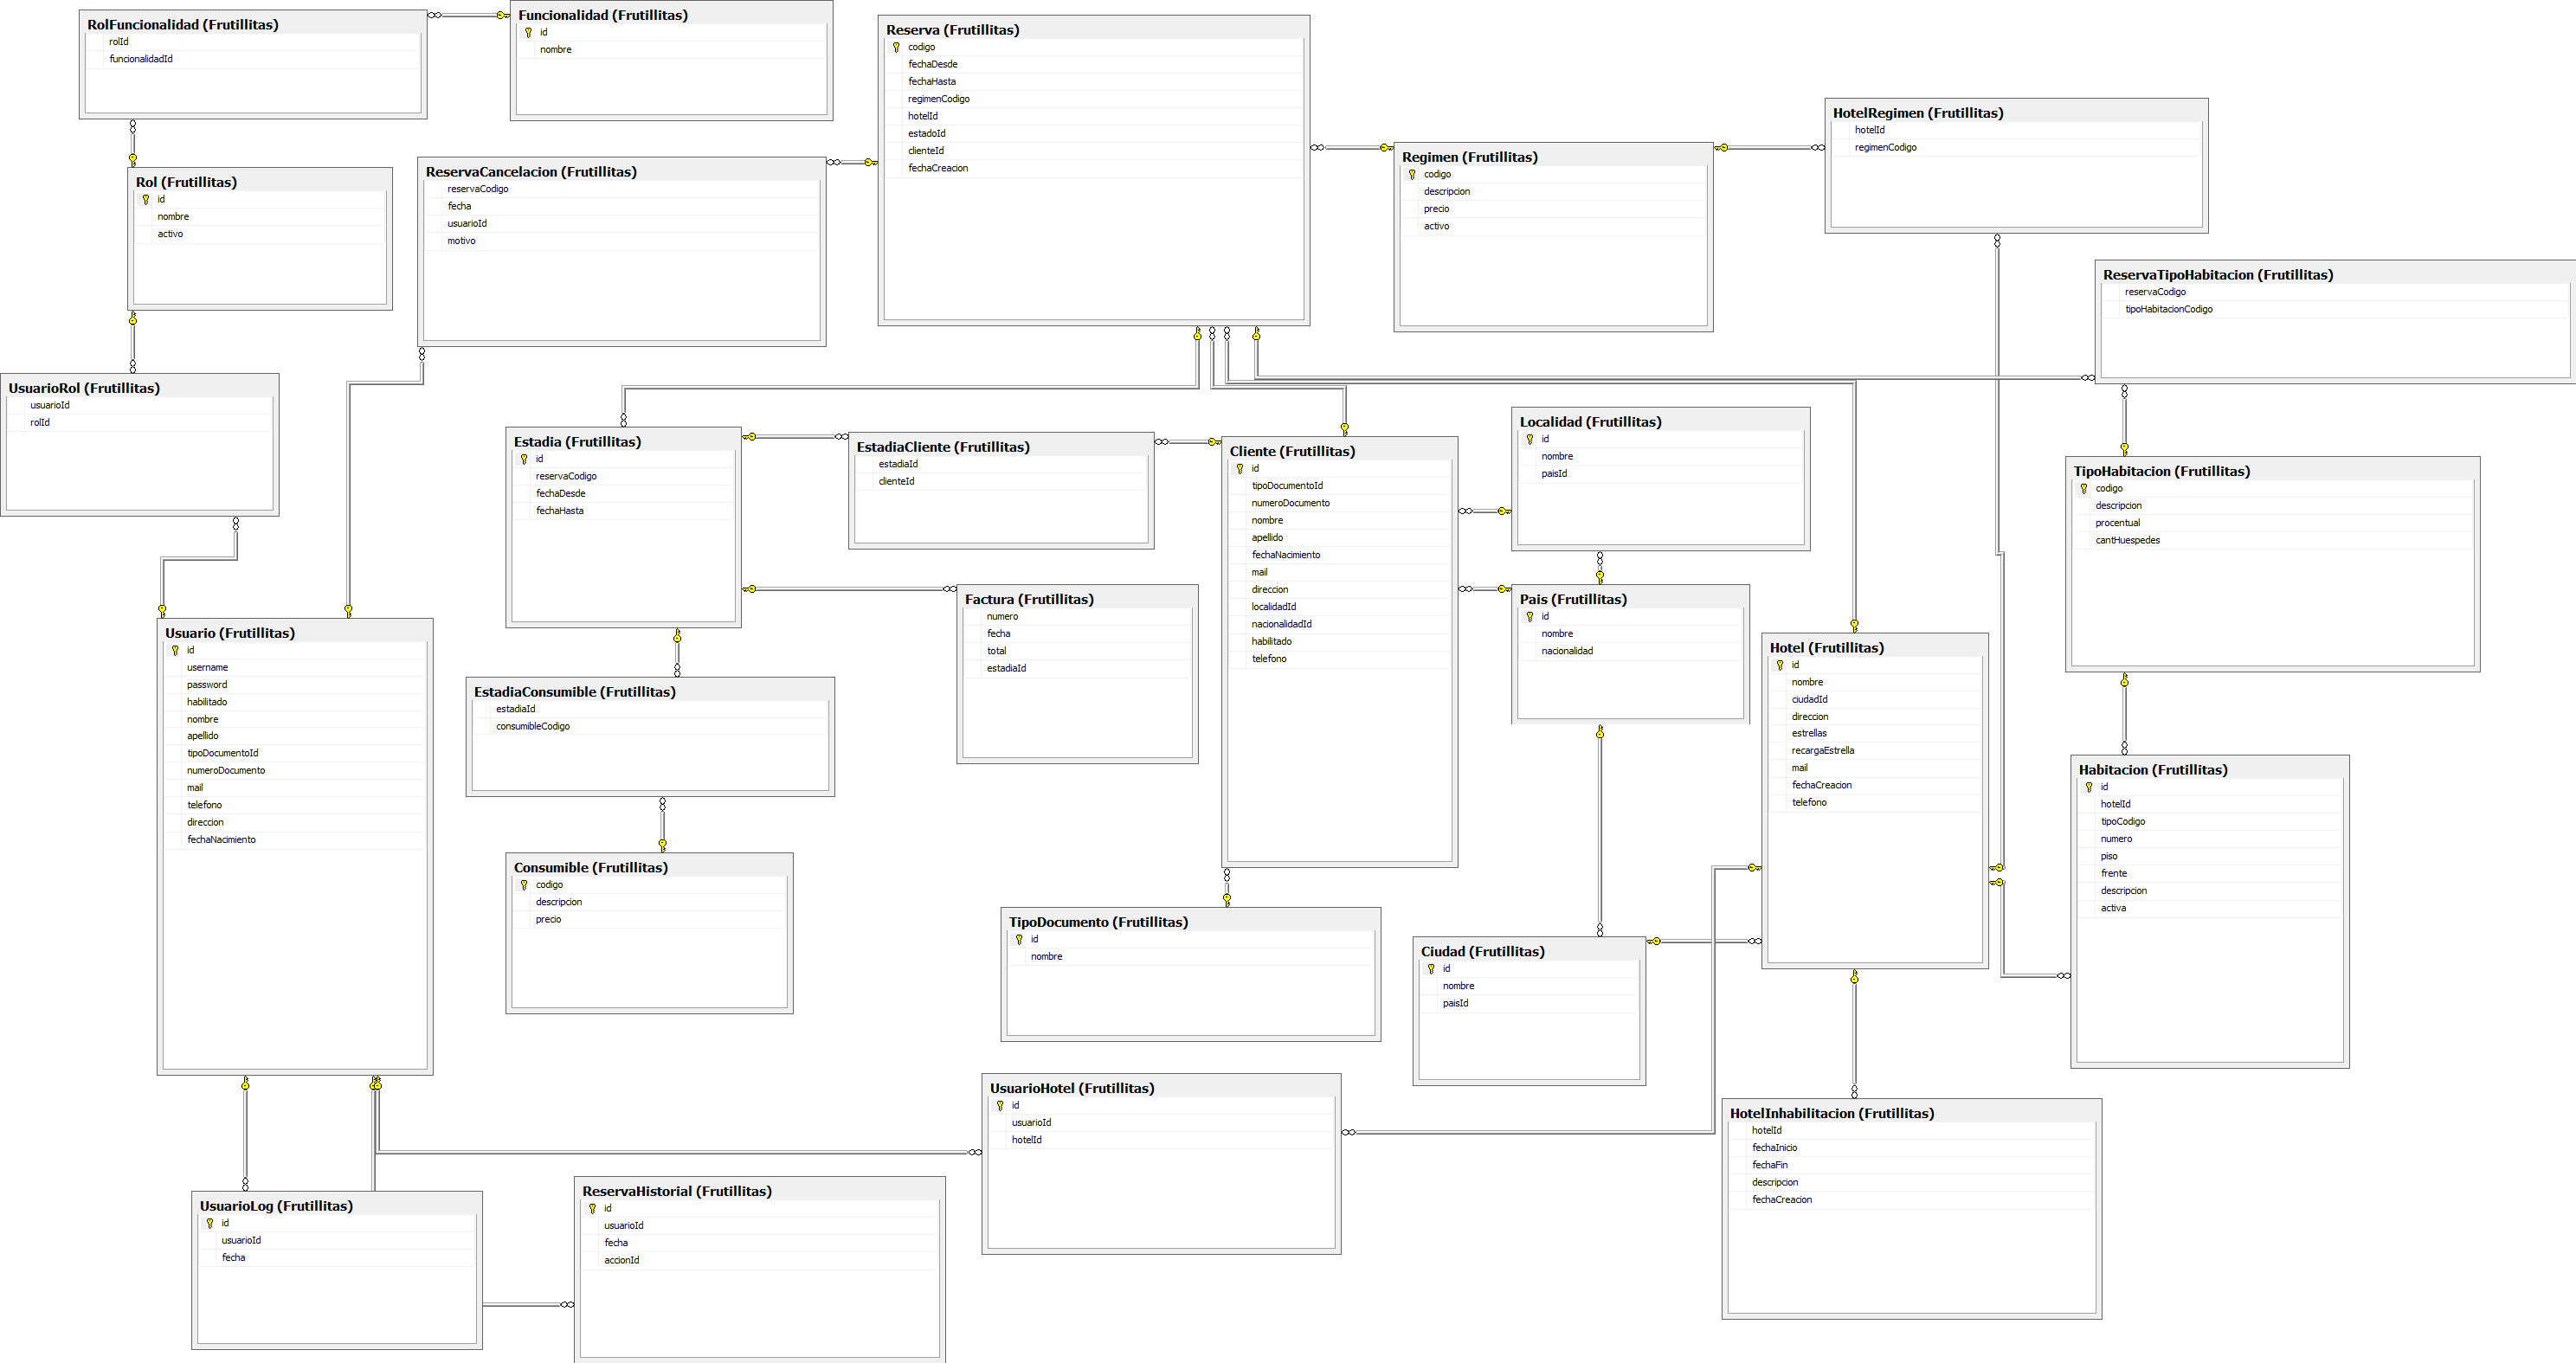 RolFuncionalidad (Frutillitas)
rolId
funcionalidadId
Funcionalidad (Frutillitas)
id
nombre
Reserva (Frutillitas)
codigo
fechaDesde
fechaHasta
regimenCodigo
hotelId
estadoId
clienteId
fechaCreacion
HotelRegimen (Frutillitas)
hotelId
regimenCodigo
Regimen (Frutillitas)
codigo
descripcion
precio
activo
ReservaCancelacion (Frutillitas)
reservaCodigo
fecha
usuarioId
motivo
Rol (Frutillitas)
id
nombre
activo
ReservaTipoHabitacion (Frutillitas)
reservaCodigo
tipoHabitacionCodigo
UsuarioRol (Frutillitas)
usuarioId
rolId
Estadia (Frutillitas)
id
reservaCodigo
fechaDesde
fechaHasta
EstadiaCliente (Frutillitas)
estadiaId
clienteId
Cliente (Frutillitas)
id
tipoDocumentoId
numeroDocumento
nombre
apellido
fechaNacimiento
mail
direccion
localidadId
nacionalidadId
habilitado
telefono
Localidad (Frutillitas)
id
nombre
paisId
TipoHabitacion (Frutillitas)
codigo
descripcion
procentual
cantHuespedes
Factura (Frutillitas)
numero
fecha
total
estadiaId
Pais (Frutillitas)
id
nombre
nacionalidad
Usuario (Frutillitas)
id
username
password
habilitado
nombre
apellido
tipoDocumentoId
numeroDocumento
mail
telefono
direccion
fechaNacimiento
Hotel (Frutillitas)
id
nombre
ciudadId
direccion
estrellas
recargaEstrella
mail
fechaCreacion
telefono
EstadiaConsumible (Frutillitas)
estadiaId
consumibleCodigo
Habitacion (Frutillitas)
id
hotelId
tipoCodigo
numero
piso
frente
descripcion
activa
Consumible (Frutillitas)
codigo
descripcion
precio
TipoDocumento (Frutillitas)
id
nombre
Ciudad (Frutillitas)
id
nombre
paisId
UsuarioHotel (Frutillitas)
id
usuarioId
hotelId
HotelInhabilitacion (Frutillitas)
hotelId
fechaInicio
fechaFin
descripcion
fechaCreacion
UsuarioLog (Frutillitas)
id
usuarioId
fecha
ReservaHistorial (Frutillitas)
id
usuarioId
fecha
accionId